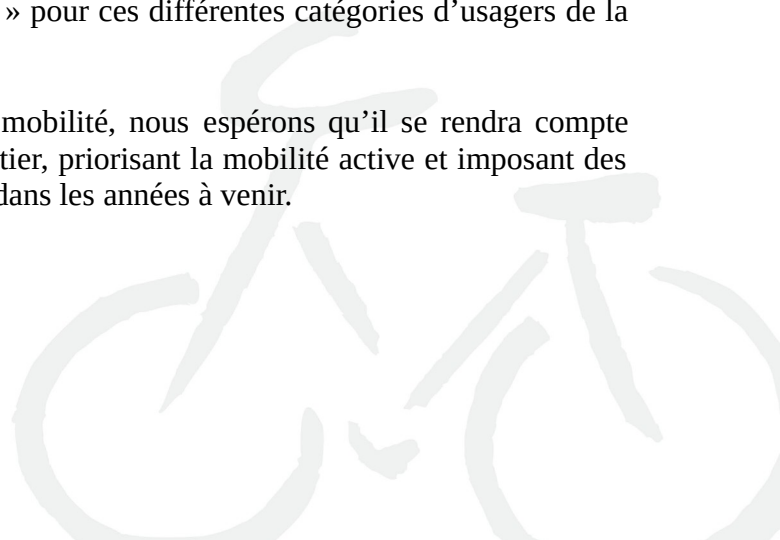 » pour ces différentes catégories d’usagers de la
mobilité, nous espérons qu’il se rendra compte
tier, priorisant la mobilité active et imposant des
dans les années à venir.